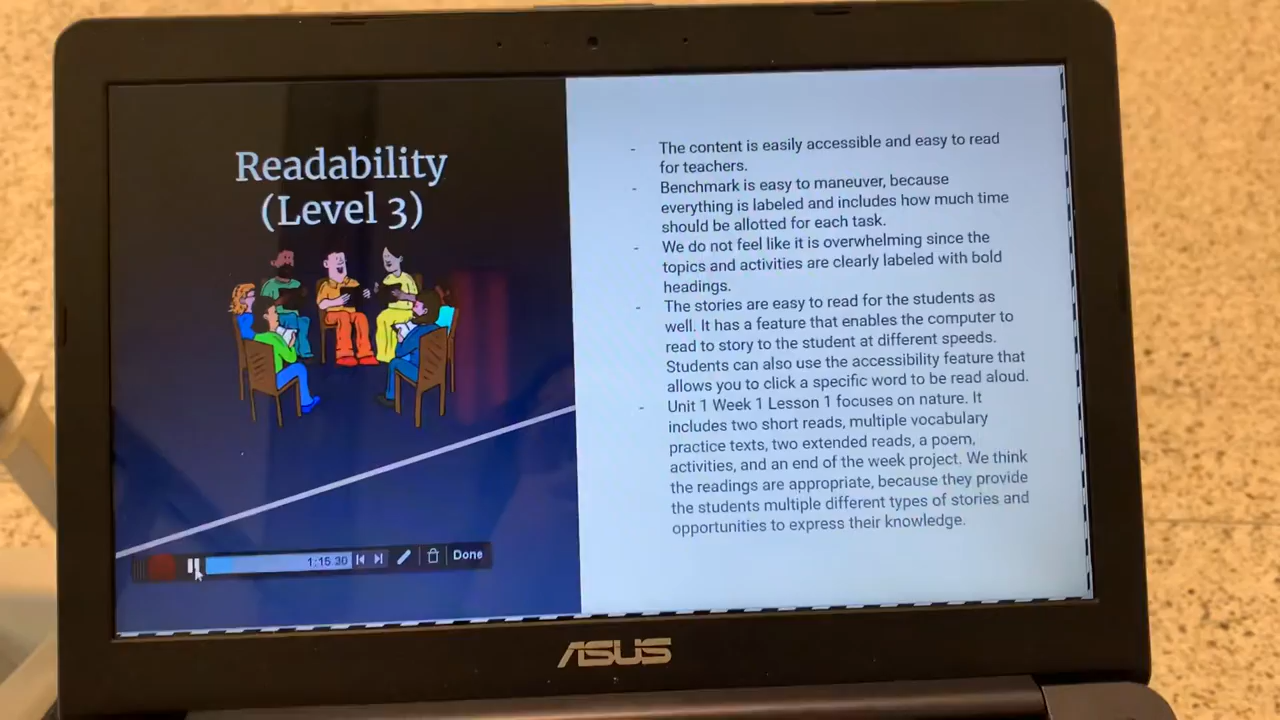 Readability
(Level 3)
- The content is easily accessible and easy to read
for teachers.
- Benchmark is easy to maneuver, because
everything is labeled and includes how much time
should be allotted for each task.
- We do not feel like it is overwhelming since the
topics and activities are clearly labeled with bold
headings.
- The stories are easy to read for the students as
well. It has a feature that enables the computer to
read to story to the student at different speeds.
Students can also use the accessibility feature that
allows you to click a specific word to be read aloud.
- Unit 1 Week 1 Lesson 1 focuses on nature. It
includes two short reads, multiple vocabulary
practice texts, two extended reads, a poem,
activities, and an end of the week project. We think
the readings are appropriate, because they provide
the students multiple different types of stories and
opportunities to express their knowledge.
1:15.30 Done
ASUS